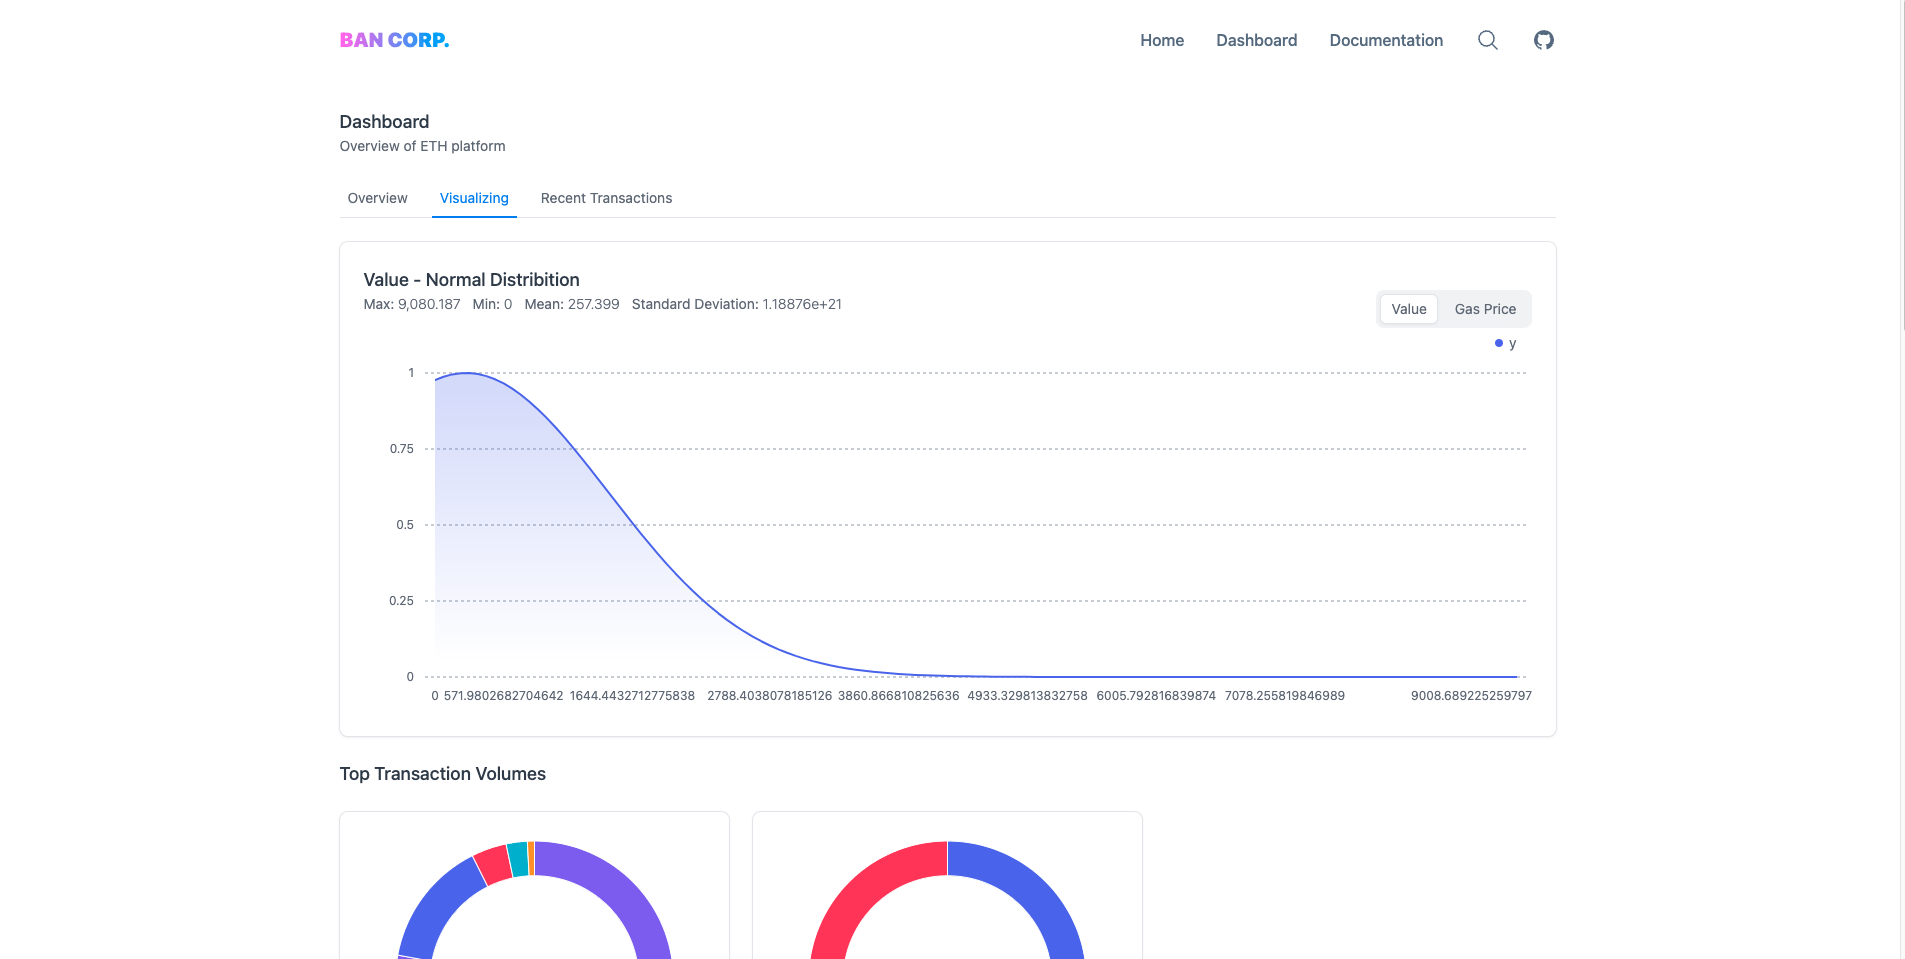 BAN CORP.
Home Dashboard Documentation
Dashboard
Overview of ETH platform
Overview Visualizing Recent Transactions
Value - Normal Distribition
Max: 9,080.187 Min: 0 Mean: 257.399 Standard Deviation: 1.18876e+21
Value Gas Price
y
1
0.75
0.5
0.25
0
0 571.9802682704642 1644.4432712775838 2788.4038078185126 3860.866810825636 4933.329813832758 6005.792816839874 7078.255819846989 9008.689225259797
Top Transaction Volumes